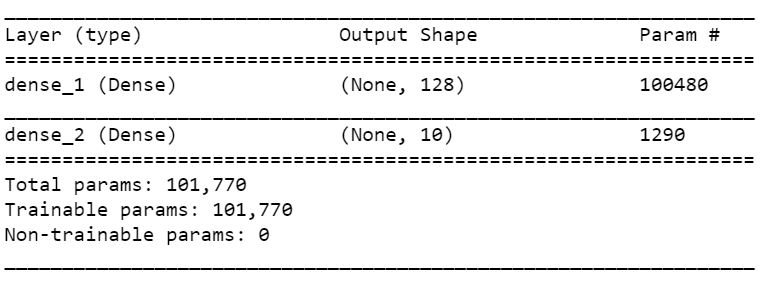 _________________________________________________________________
Layer (type)                 Output Shape              Param #
=================================================================
dense_1 (Dense)              (None, 128)               100480
_________________________________________________________________
dense_2 (Dense)              (None, 10)                1290
=================================================================
Total params: 101,770
Trainable params: 101,770
Non-trainable params: 0
_________________________________________________________________